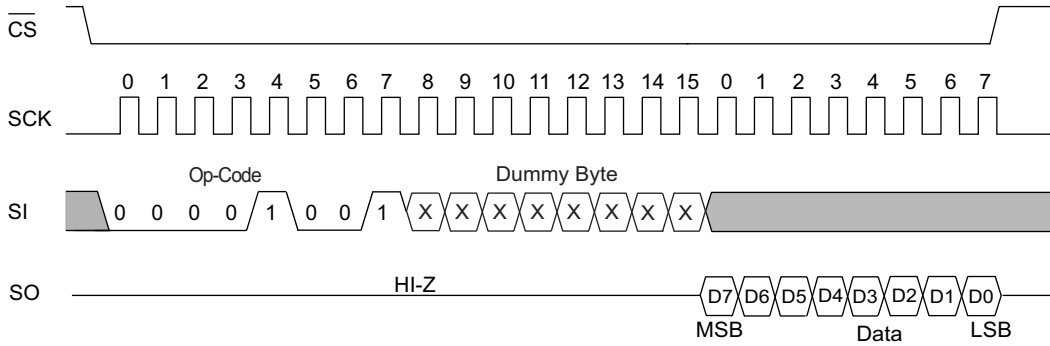 CS
0 1 2 3 4 5 6 7 8 9 10 11 12 13 14 15 0 1 2 3 4 5 6 7
SCK
Op-Code Dummy Byte
SI 0 0 0 0 1 0 0 1 X X X X X X X X
HI-Z
SO D7 D6 D5 D4 D3 D2 D1 D0
MSB Data LSB